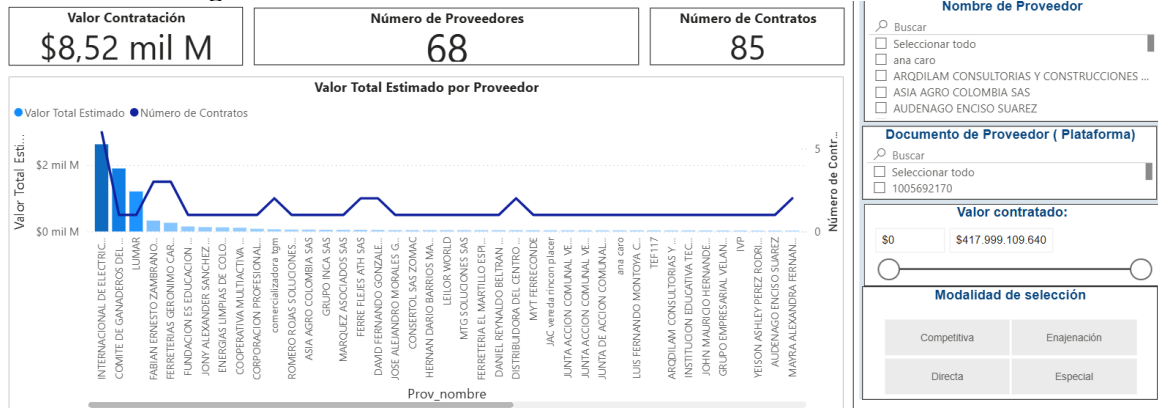 Valor Contratación
$8,52 mil M
Número de Proveedores
68
Número de Contratos
85
Valor Total Estimado por Proveedor
Valor Total Estimado
Número de Contratos
Valor Total Esti...
$2 mil M
$0 mil M
5
0
Número de Contr...
INTERNACIONAL DE ELECTRIC...
COMITE DE GANADEROS DEL ...
LUMAR
FABIAN ERNESTO ZAMBRANO...
FERRETERIAS GERONIMO CAR...
FUNDACION ES EDUCACION ...
JONY ALEXANDER SANCHEZ ...
ENERGIAS LIMPIAS DE COLO...
COOPERATIVA MULTIACTIVA ...
CORPORACION PROFESIONAL...
comercializadora tgm
ROMERO ROJAS SOLUCIONES...
ASIA AGRO COLOMBIA SAS
GRUPO INCA SAS
MARQUEZ ASOCIADOS SAS
FERRE FLEJES ATH SAS
DAVID FERNANDO GONZALE...
JOSE ALEJANDRO MORALES G...
CONSERTOL SAS ZOMAC
HERNAN DARIO BARRIOS MA...
LEILOR WORLD
MTG SOLUCIONES SAS
FERRETERIA EL MARTILLO ESPI...
DANIEL REYNALDO BELTRAN ...
DISTRIBUIDORA DEL CENTRO ...
MYT FERRECONDE
JAC vereda rincon placer
JUNTA ACCION COMUNAL VE...
JUNTA ACCION COMUNAL VE...
JUNTA DE ACCION COMUNAL...
LUIS FERNANDO MONTOYA C...
ana caro
TEF117
ARQDILAM CONSULTORIAS Y ...
INSTITUCION EDUCATIVA TEC...
JOHN MAURICIO HERNANDE...
GRUPO EMPRESARIAL VELAN...
IVP
YEISON ASHLEY PEREZ RODRI...
AUDENAGO ENCISO SUAREZ
MAYRA ALEXANDRA FERNAN...
Prov_nombre
Nombre de Proveedor
Buscar
Seleccionar todo
ana caro
ARQDILAM CONSULTORIAS Y CONSTRUCCIONES ...
ASIA AGRO COLOMBIA SAS
AUDENAGO ENCISO SUAREZ
Documento de Proveedor ( Plataforma)
Buscar
Seleccionar todo
1005692170
Valor contratado:
$0
$417.999.109.640
Modalidad de selección
Competitiva
Enajenación
Directa
Especial